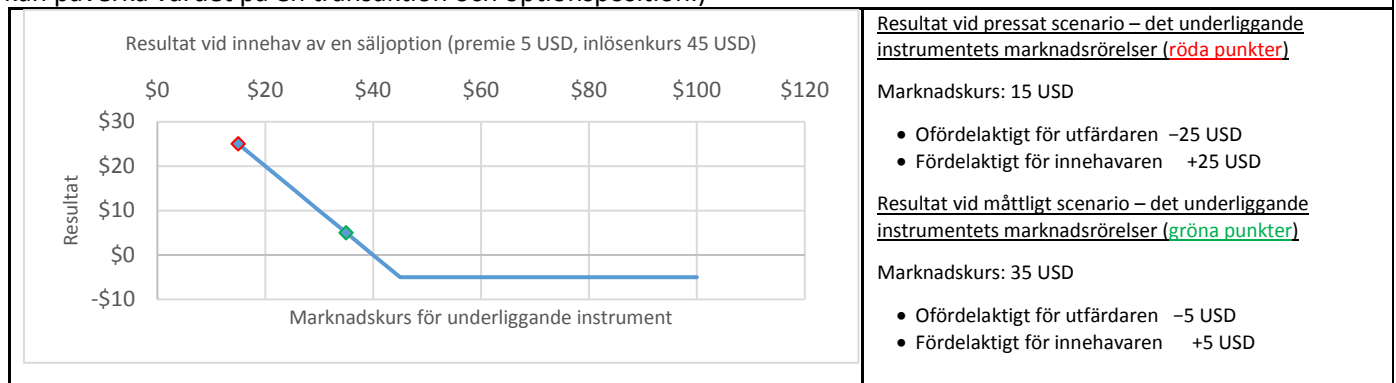 kan påverka värdet på en transaktion och optionsposition.)
Resultat vid innehav av en säljoption (premie 5 USD, inlösenkurs 45 USD)
$0 $20 $40 $60 $80 $100 $120
$30
$20
$10
$0
-$10
Resultat
Marknadskurs för underliggande instrument
Resultat vid pressat scenario – det underliggande
instrumentets marknadsrörelser (röda punkter)
Marknadskurs: 15 USD
• Ofördelaktigt för utfärdaren −25 USD
• Fördelaktigt för innehavaren +25 USD
Resultat vid måttligt scenario – det underliggande
instrumentets marknadsrörelser (gröna punkter)
Marknadskurs: 35 USD
• Ofördelaktigt för utfärdaren −5 USD
• Fördelaktigt för innehavaren +5 USD